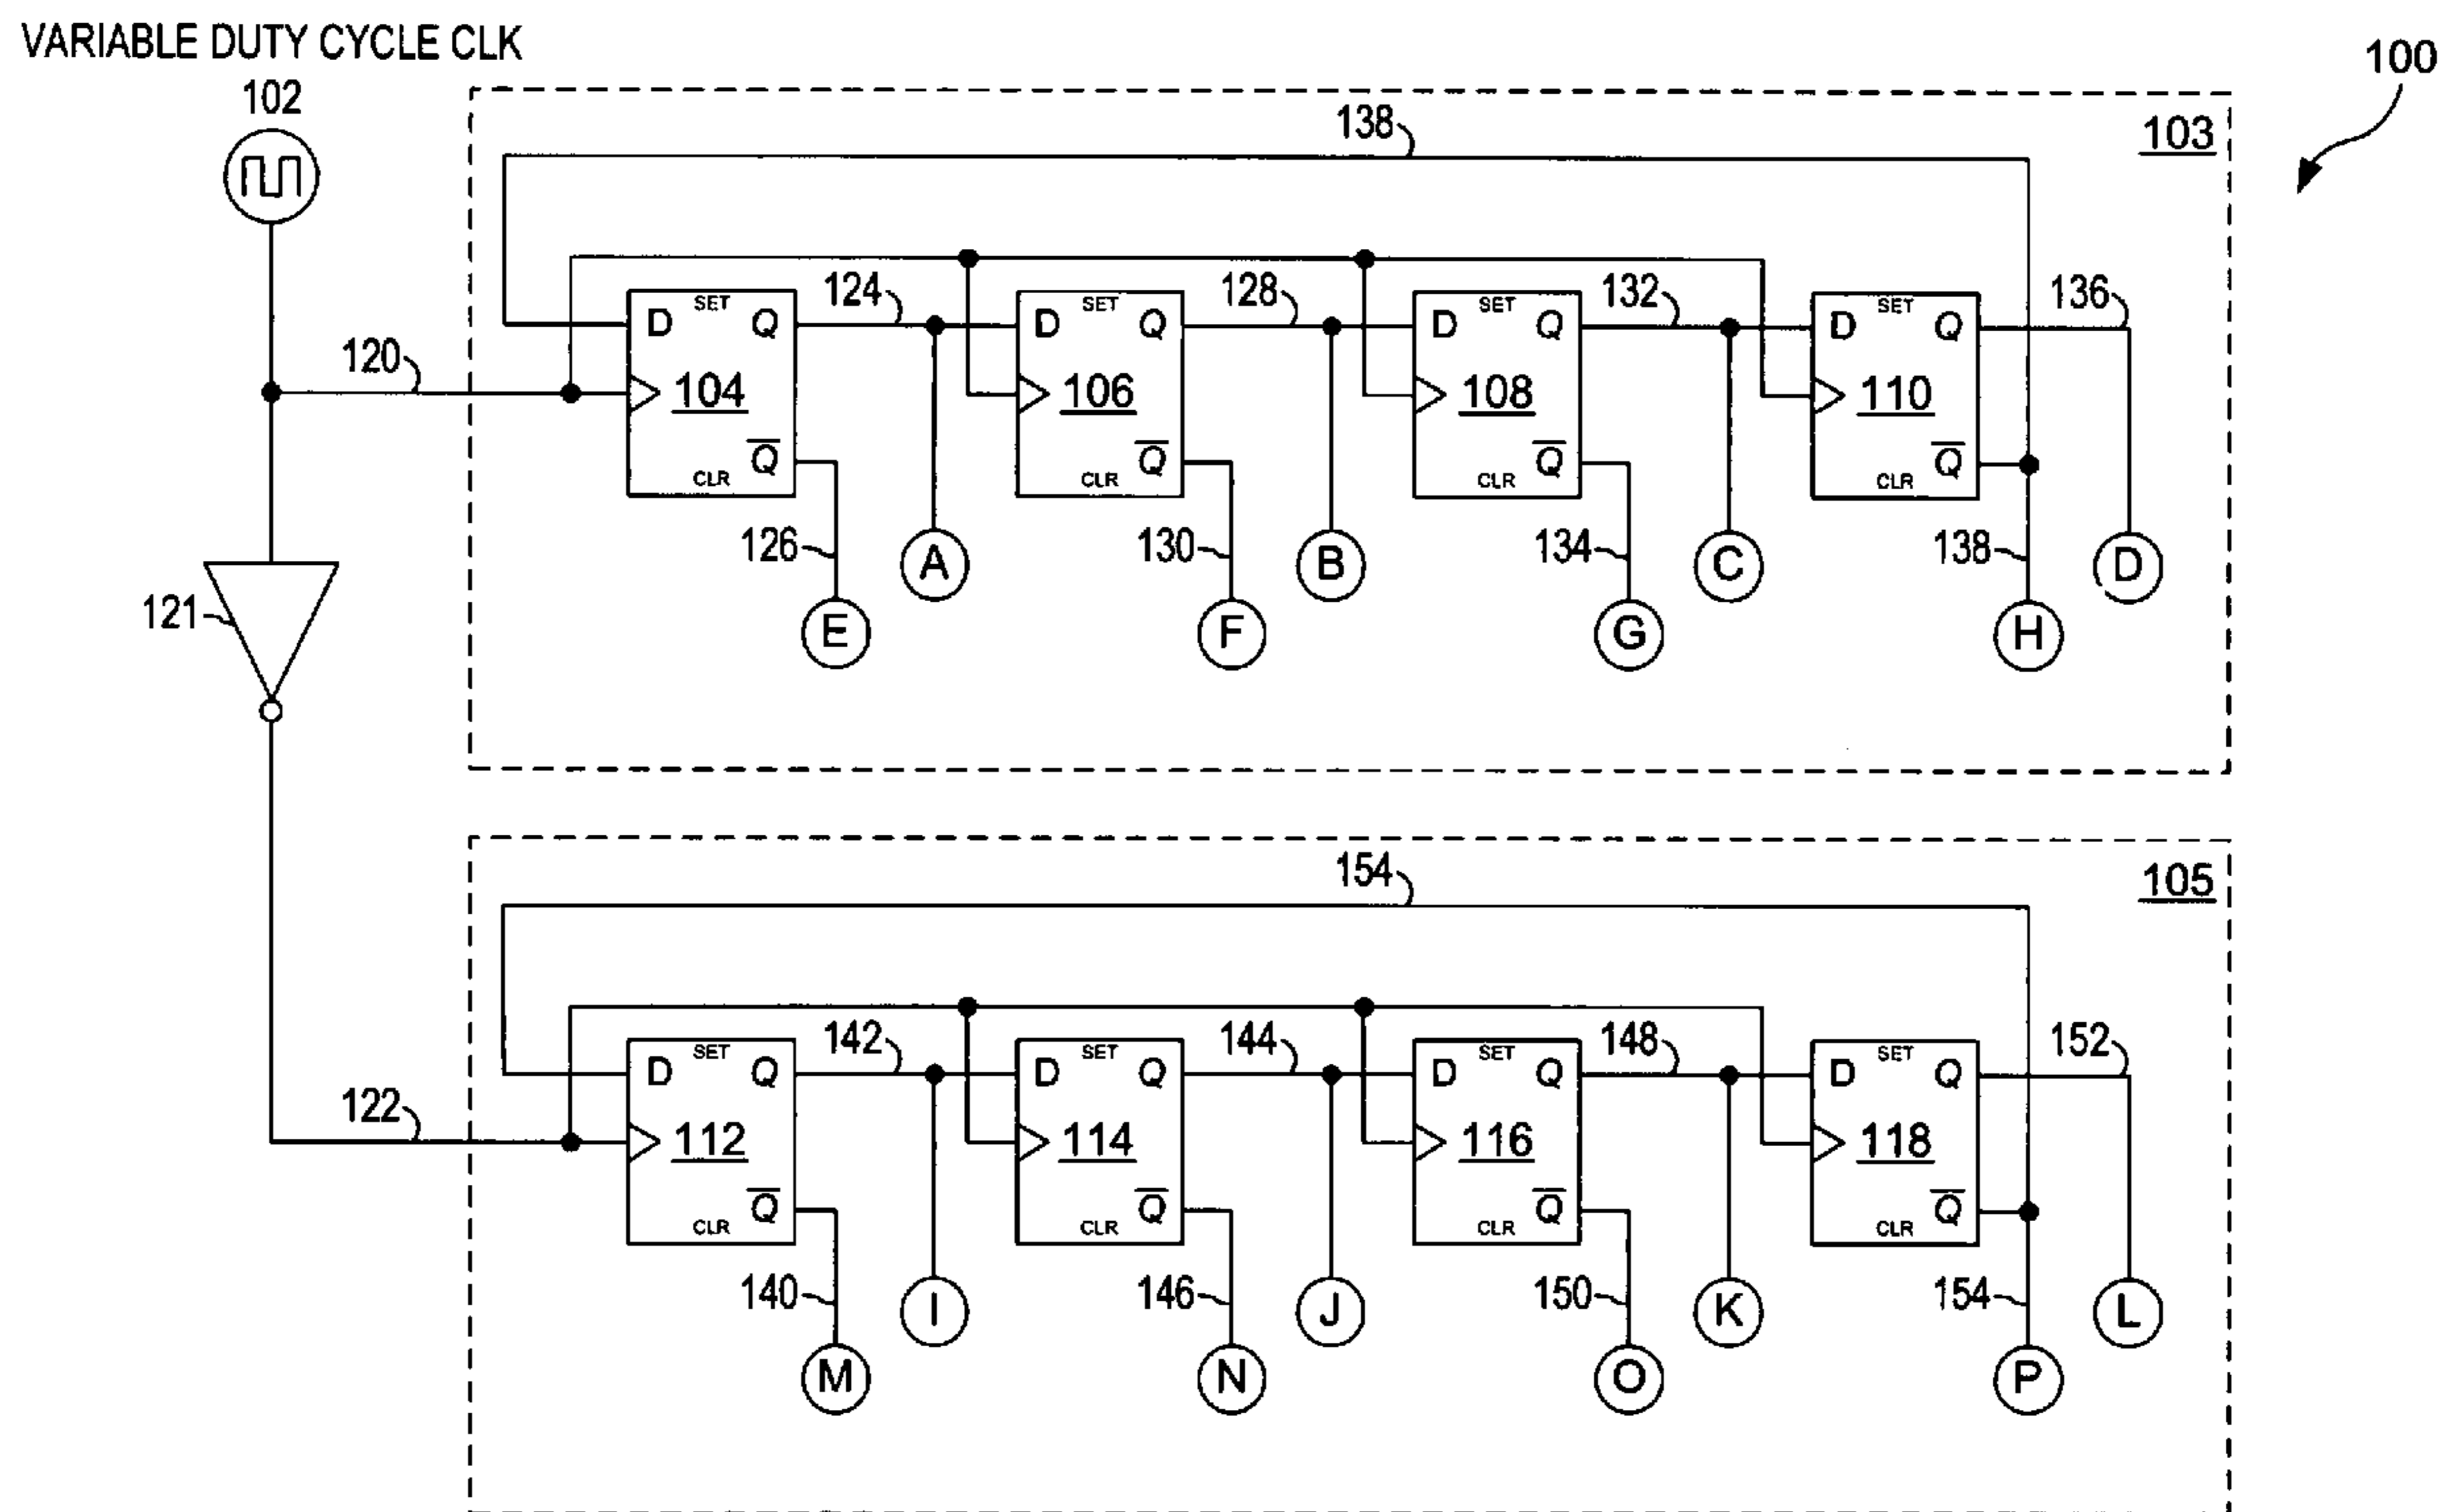 VARIABLE DUTY CYCLE CLK
102
100
103
138
120
124
128
132
136
D SET Q
104
CLR Q
D SET Q
106
CLR Q
D SET Q
108
CLR Q
D SET Q
110
CLR Q
126
A
130
B
134
C
138
D
E
F
G
H
121
105
154
122
142
144
148
152
D SET Q
112
CLR Q
D SET Q
114
CLR Q
D SET Q
116
CLR Q
D SET Q
118
CLR Q
140
I
146
J
150
K
154
L
M
N
O
P